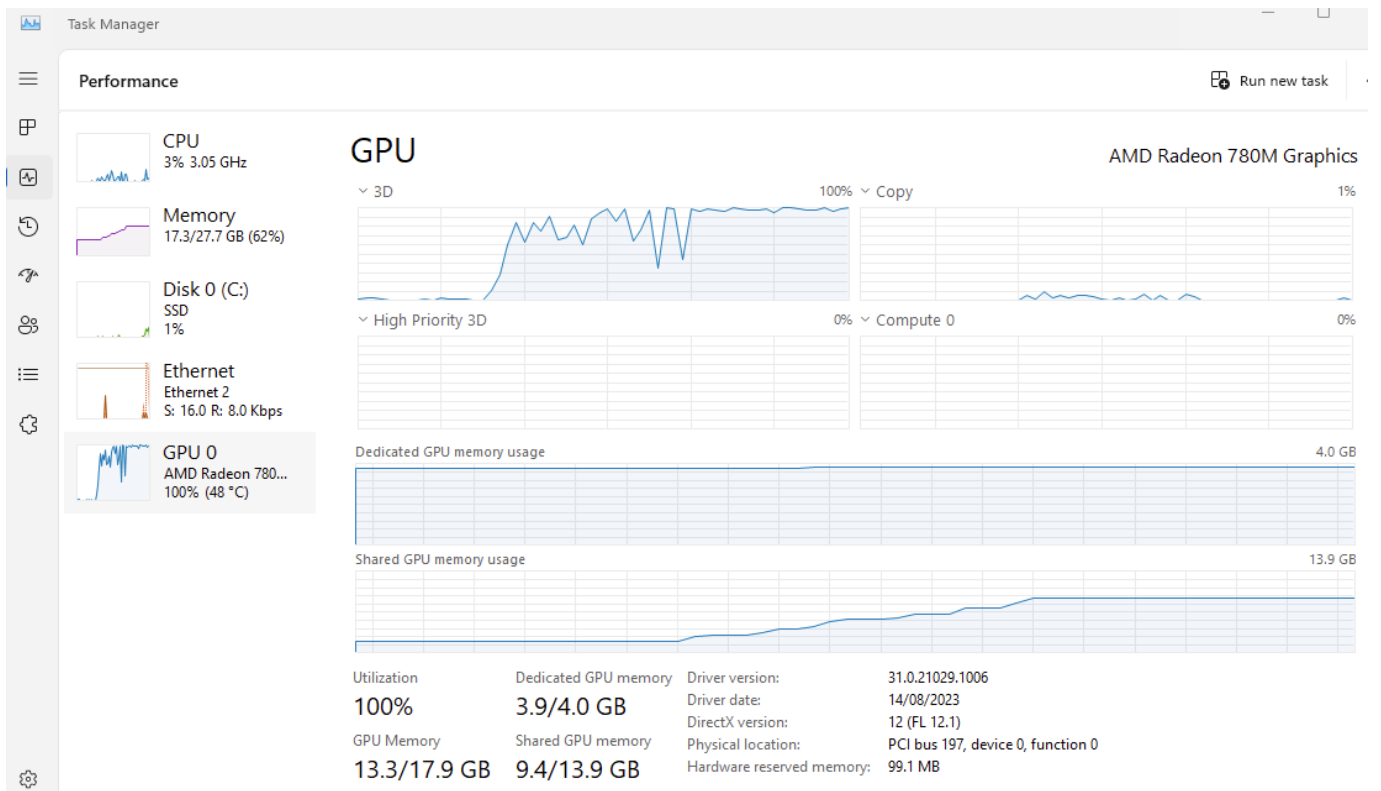 Task Manager
Performance
Run new task
CPU
3% 3.05 GHz
Memory
17.3/27.7 GB (62%)
Disk 0 (C:)
SSD
1%
Ethernet
Ethernet 2
S: 16.0 R: 8.0 Kbps
GPU 0
AMD Radeon 780...
100% (48 °C)
GPU
AMD Radeon 780M Graphics
3D 100%
Copy 1%
High Priority 3D 0%
Compute 0 0%
Dedicated GPU memory usage 4.0 GB
Shared GPU memory usage 13.9 GB
Utilization
100%
Dedicated GPU memory
3.9/4.0 GB
GPU Memory
13.3/17.9 GB
Shared GPU memory
9.4/13.9 GB
Driver version: 31.0.21029.1006
Driver date: 14/08/2023
DirectX version: 12 (FL 12.1)
Physical location: PCI bus 197, device 0, function 0
Hardware reserved memory: 99.1 MB